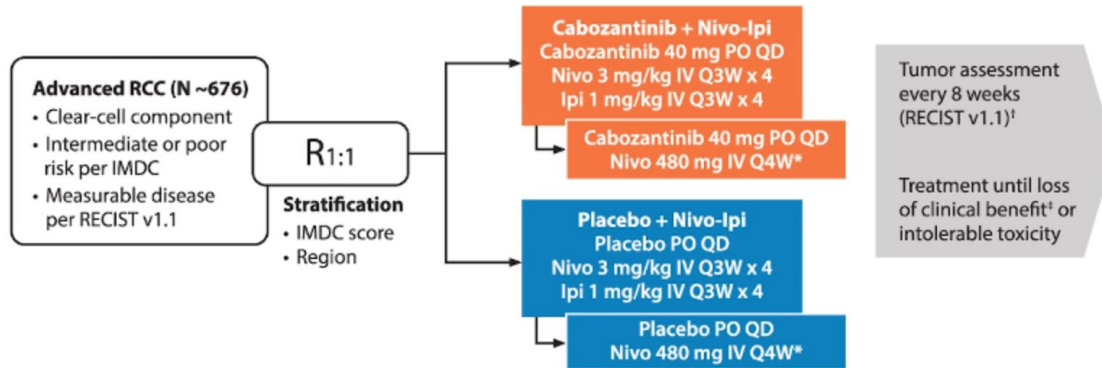 Advanced RCC (N ~676)
• Clear-cell component
• Intermediate or poor
risk per IMDC
• Measurable disease
per RECIST v1.1
R1:1
Stratification
• IMDC score
• Region
Cabozantinib + Nivo-Ipi
Cabozantinib 40 mg PO QD
Nivo 3 mg/kg IV Q3W x 4
Ipi 1 mg/kg IV Q3W x 4
Cabozantinib 40 mg PO QD
Nivo 480 mg IV Q4W*
Placebo + Nivo-Ipi
Placebo PO QD
Nivo 3 mg/kg IV Q3W x 4
Ipi 1 mg/kg IV Q3W x 4
Placebo PO QD
Nivo 480 mg IV Q4W*
Tumor assessment
every 8 weeks
(RECIST v1.1)†
Treatment until loss
of clinical benefit‡ or
intolerable toxicity